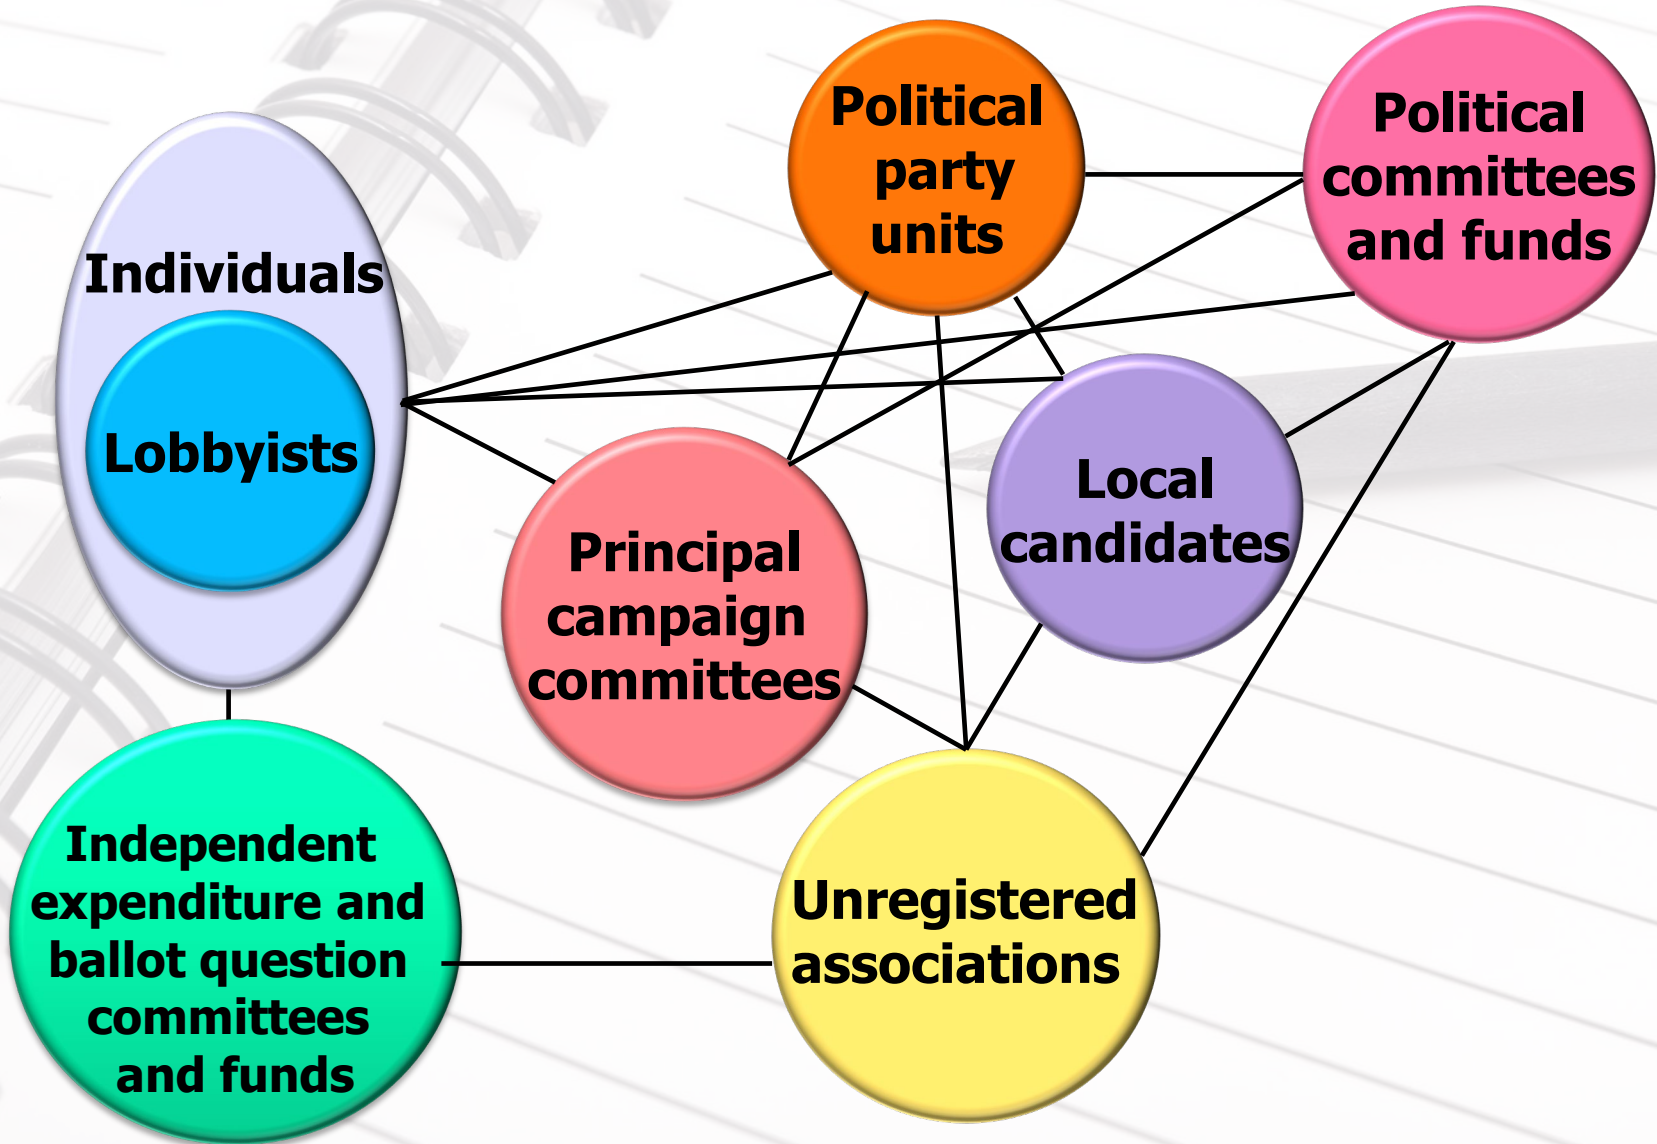 Political
party
units
Political
committees
and funds
Individuals
Lobbyists
Local
candidates
Principal
campaign
committees
Independent
expenditure and
ballot question
committees
and funds
Unregistered
associations